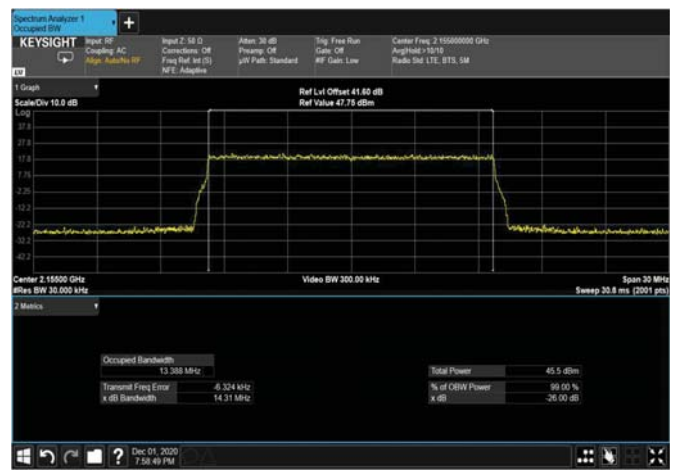 Spectrum Analyzer 1
Occupied BW
+
KEYSIGHT
Input: RF
Coupling: AC
Align: Auto/No RF
Input Z: 50 Ω
Corrections: Off
Freq Ref: Int (S)
NFE: Adaptive
Atten: 30 dB
Preamp: Off
µW Path: Standard
Trig: Free Run
Gate: Off
#IF Gain: Low
Center Freq: 2.155000000 GHz
Avg|Hold:>10/10
Radio Std: LTE, BTS, 5M
1 Graph
Scale/Div 10.0 dB
Ref Lvl Offset 41.60 dB
Ref Value 47.75 dBm
Log
37.8
27.8
17.8
7.75
-2.25
-12.2
-22.2
-32.2
-42.2
Center 2.15500 GHz
Video BW 300.00 kHz
Span 30 MHz
#Res BW 30.000 kHz
Sweep 30.8 ms (2001 pts)
2 Metrics
Occupied Bandwidth
13.388 MHz
Total Power 45.5 dBm
Transmit Freq Error -6.324 kHz
% of OBW Power 99.00 %
x dB Bandwidth 14.31 MHz
x dB -26.00 dB
?
Dec 01, 2020
7:58:49 PM